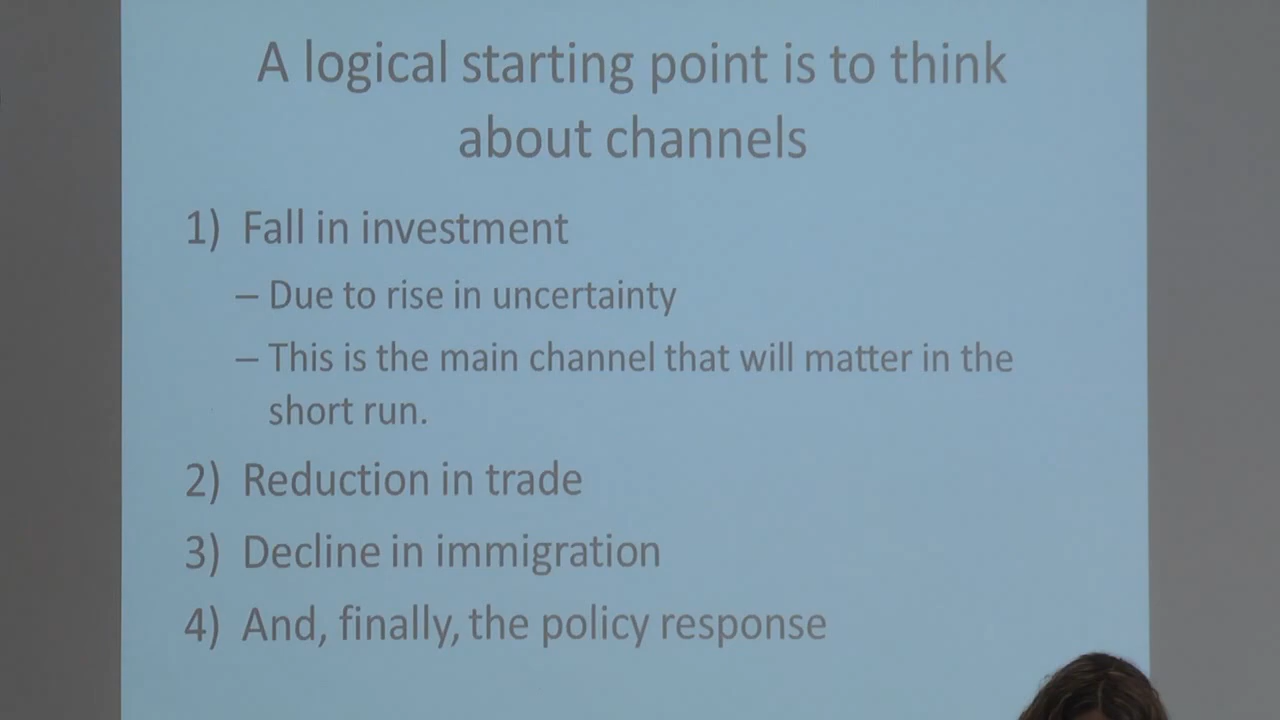 A logical starting point is to think
about channels
1) Fall in investment
– Due to rise in uncertainty
– This is the main channel that will matter in the
short run.
2) Reduction in trade
3) Decline in immigration
4) And, finally, the policy response